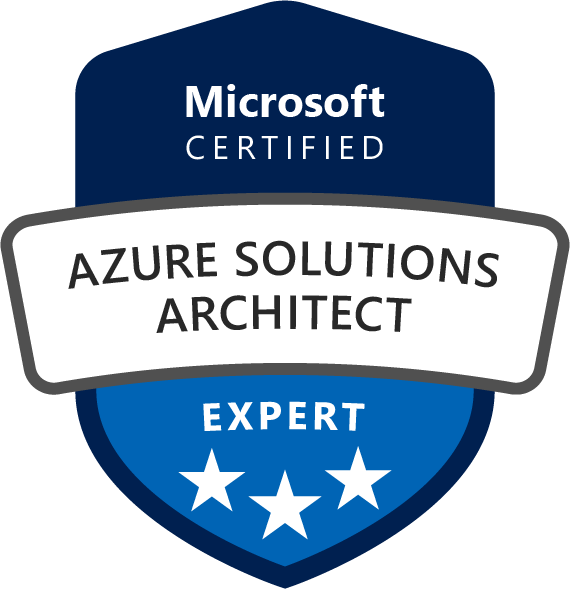 Microsoft
CERTIFIED
AZURE SOLUTIONS
ARCHITECT
EXPERT